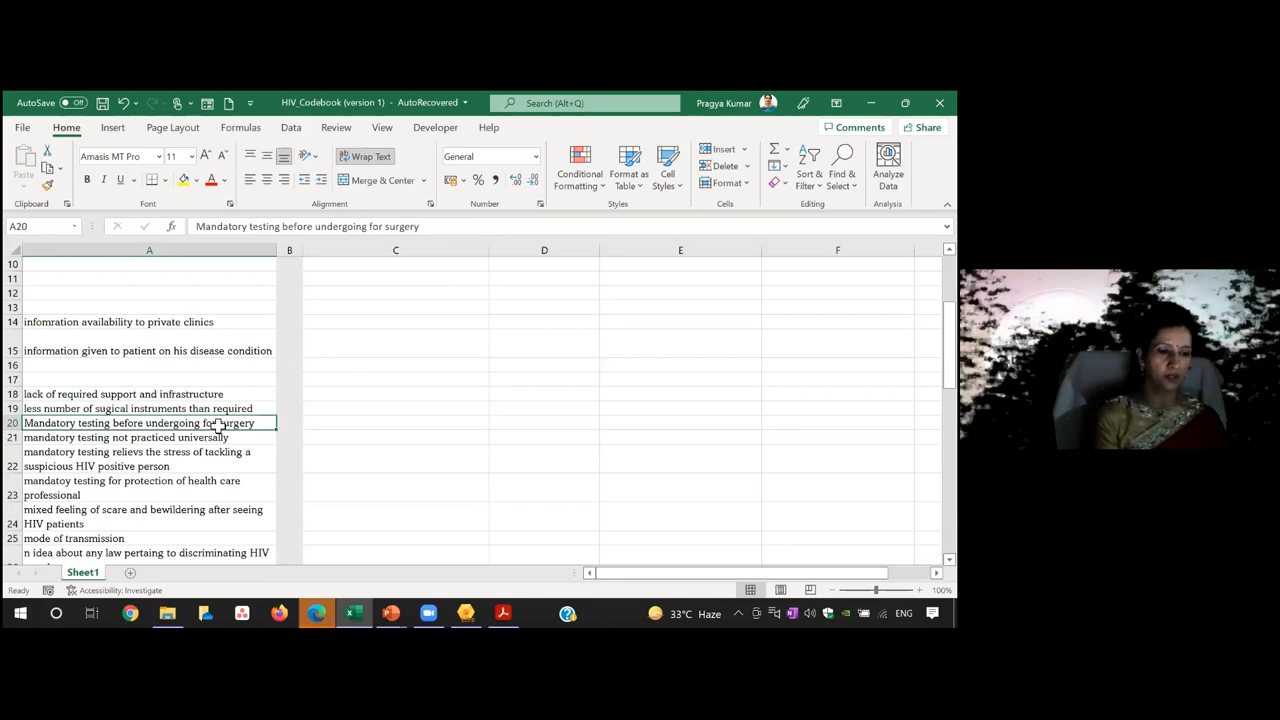 AutoSave Off HIV_Codebook (version 1) - AutoRecovered Search (Alt+Q) Pragya Kumar
File Home Insert Page Layout Formulas Data Review View Developer Help Comments Share
Paste Amasis MT Pro 11 Wrap Text General Conditional Formatting Format as Table Cell Styles Insert Sort & Filter Find & Select Analyze Data
B I U Merge & Center % Delete
Format
Clipboard Font Alignment Number Styles Cells Editing Analysis
A20 fx Mandatory testing before undergoing for surgery
A B C D E F
10
11
12
13
14 infomration availability to private clinics
15 information given to patient on his disease condition
16
17
18 lack of required support and infrastructure
19 less number of sugical instruments than required
20 Mandatory testing before undergoing for surgery
21 mandatory testing not practiced universally
mandatory testing relievs the stress of tackling a
22 suspicious HIV positive person
mandatoy testing for protection of health care
23 professional
mixed feeling of scare and bewildering after seeing
24 HIV patients
25 mode of transmission
n idea about any law pertaing to discriminating HIV
Sheet1
Ready Accessibility: Investigate 100%
33°C Haze ENG